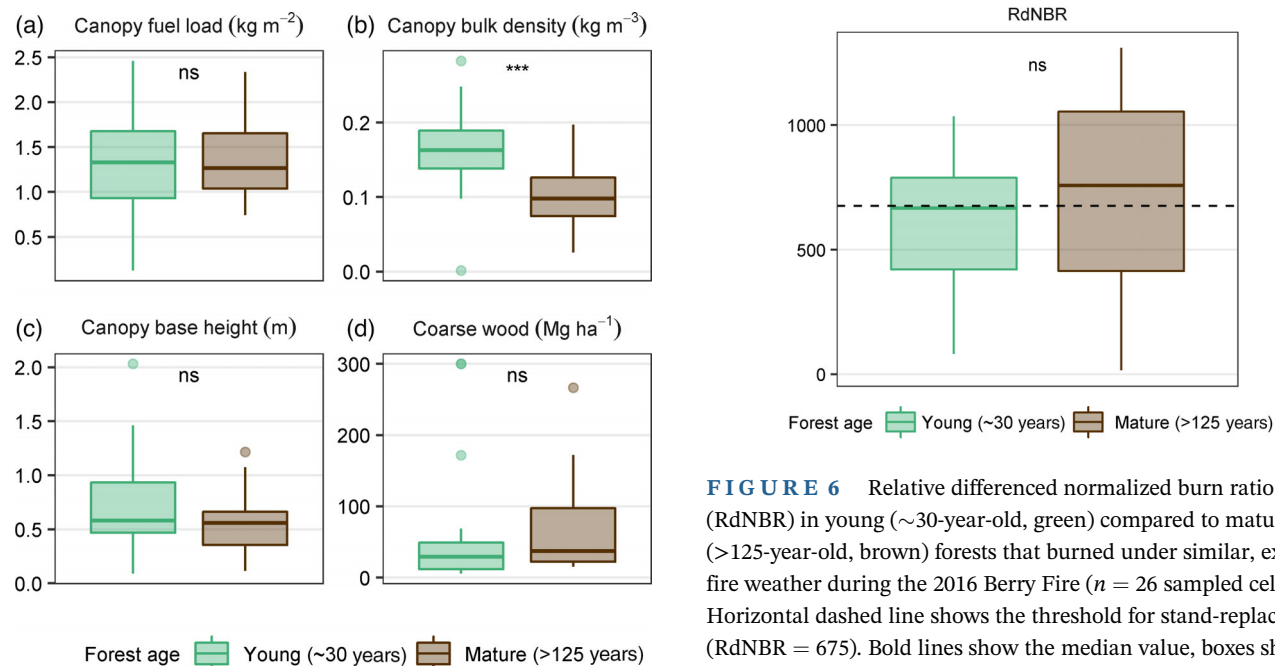 (a) Canopy fuel load (kg m−2)
2.5
2.0
1.5
1.0
0.5
ns
(b) Canopy bulk density (kg m−3)
0.2
0.1
0.0
***
(c) Canopy base height (m)
2.0
1.5
1.0
0.5
0.0
ns
(d) Coarse wood (Mg ha−1)
300
200
100
0
ns
Forest age Young (~30 years) Mature (>125 years)
RdNBR
1000
500
0
ns
Forest age Young (~30 years) Mature (>125 years)
FIGURE 6 Relative differenced normalized burn ratio
(RdNBR) in young (∼30-year-old, green) compared to matu
(>125-year-old, brown) forests that burned under similar, ex
fire weather during the 2016 Berry Fire (n = 26 sampled cel
Horizontal dashed line shows the threshold for stand-replac
(RdNBR = 675). Bold lines show the median value, boxes sh